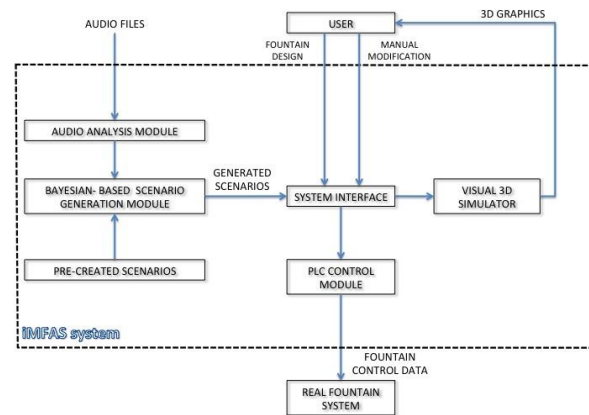 AUDIO FILES
USER
3D GRAPHICS
FOUNTAIN
DESIGN
MANUAL
MODIFICATION
AUDIO ANALYSIS MODULE
BAYESIAN- BASED SCENARIO
GENERATION MODULE
GENERATED
SCENARIOS
SYSTEM INTERFACE
VISUAL 3D
SIMULATOR
PRE-CREATED SCENARIOS
PLC CONTROL
MODULE
iMFAS system
FOUNTAIN
CONTROL DATA
REAL FOUNTAIN
SYSTEM